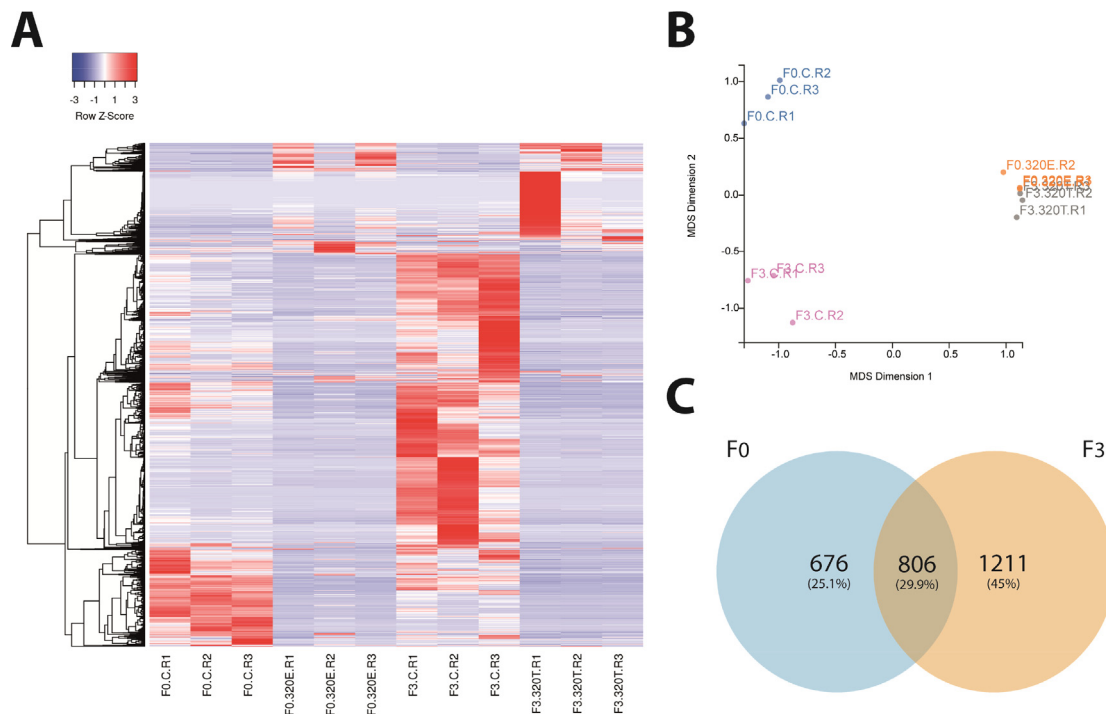 A
-3 -1 1 3
Row Z-Score
F0.C.R1
F0.C.R2
F0.C.R3
F0.320E.R1
F0.320E.R2
F0.320E.R3
F3.C.R1
F3.C.R2
F3.C.R3
F3.320T.R1
F3.320T.R2
F3.320T.R3
B
1.0
0.5
0.0
-0.5
-1.0
F0.C.R2
F0.C.R3
F0.C.R1
F0.320E.R2
F0.320E.R3
F3.320T.R2
F3.320T.R1
F3.C.R3
F3.C.R1
F3.C.R2
-1.0 -0.5 0.0 0.5 1.0
MDS Dimension 1
MDS Dimension 2
C
F0
F3
676
(25.1%)
806
(29.9%)
1211
(45%)